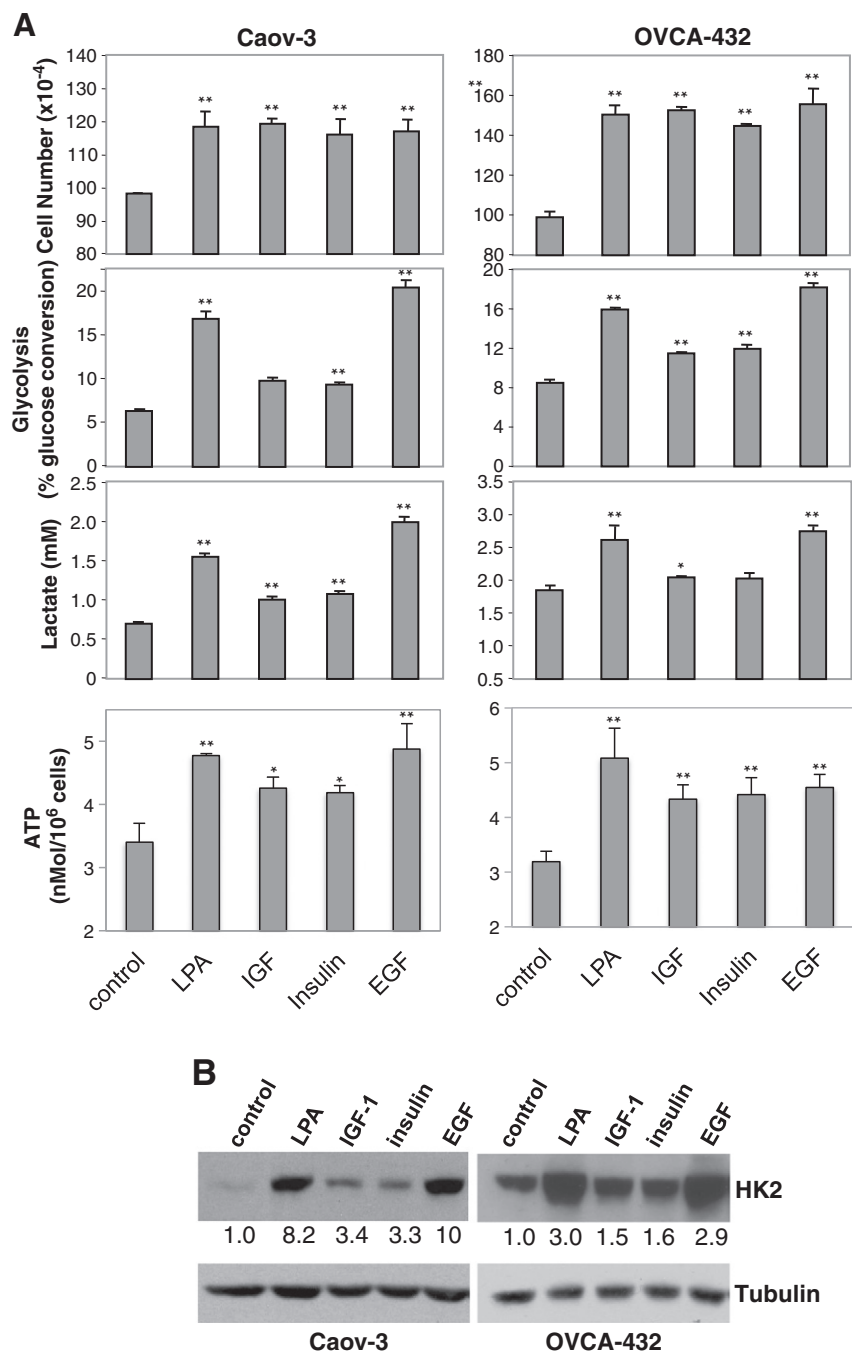 A
Caov-3
OVCA-432
Cell Number (x10-4)
140
130
120
110
100
90
80
** ** ** **
180
160
140
120
100
80
**
** ** ** **
Glycolysis
(% glucose conversion)
20
15
10
5
0
** ** **
20
16
12
8
4
0
** ** ** **
Lactate (mM)
2.5
2.0
1.5
1.0
0.5
0
** ** ** **
3.5
3.0
2.5
2.0
1.5
1.0
0.5
** * **
ATP
(nMol/10^6 cells)
5
4
3
2
** * * **
6
5
4
3
2
** ** ** **
control LPA IGF Insulin EGF
control LPA IGF Insulin EGF
B
control LPA IGF-1 insulin EGF
control LPA IGF-1 insulin EGF
HK2
1.0 8.2 3.4 3.3 10
1.0 3.0 1.5 1.6 2.9
Tubulin
Caov-3
OVCA-432